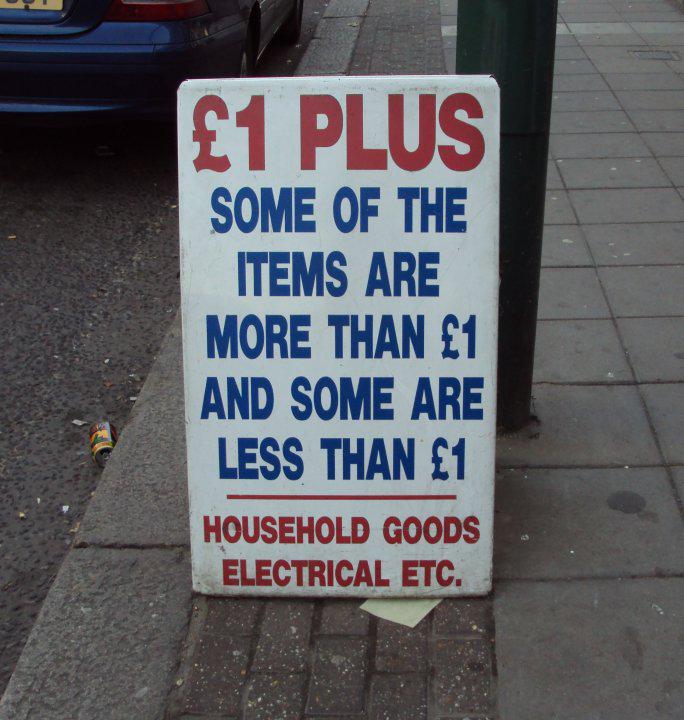 £1 PLUS
SOME OF THE
ITEMS ARE
MORE THAN £1
AND SOME ARE
LESS THAN £1
HOUSEHOLD GOODS
ELECTRICAL ETC.